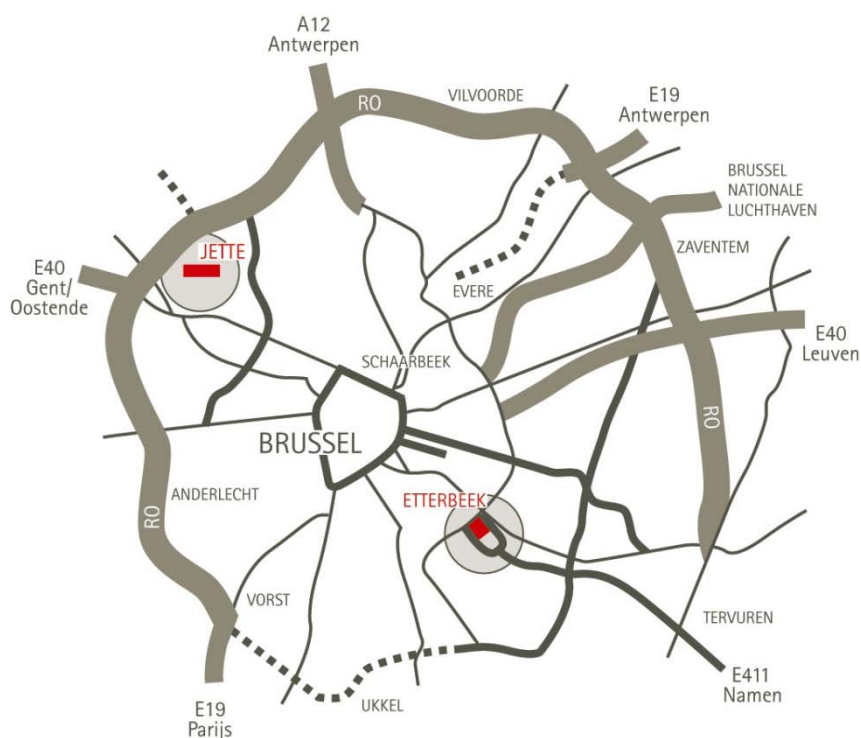 A12
Antwerpen
RO
VILVOORDE
E19
Antwerpen
BRUSSEL
NATIONALE
LUCHTHAVEN
JETTE
ZAVENTEM
E40
Gent/
Oostende
EVERE
E40
Leuven
SCHAARBEEK
RO
BRUSSEL
ANDERLECHT
ETTERBEEK
RO
VORST
TERVUREN
E411
Namen
UKKEL
E19
Parijs